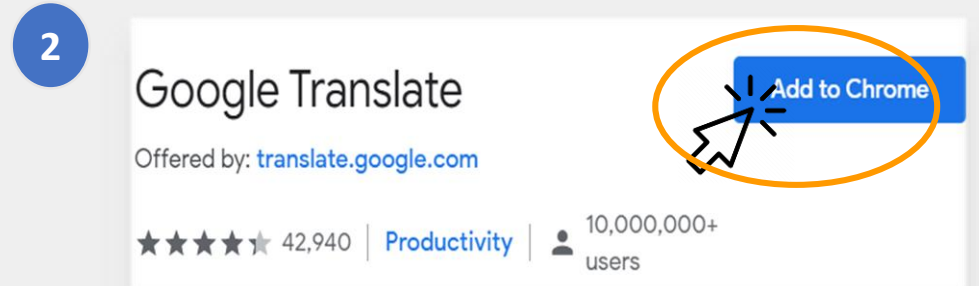 2
Google Translate
Add to Chrome
Offered by: translate.google.com
42,940 | Productivity | 10,000,000+
users